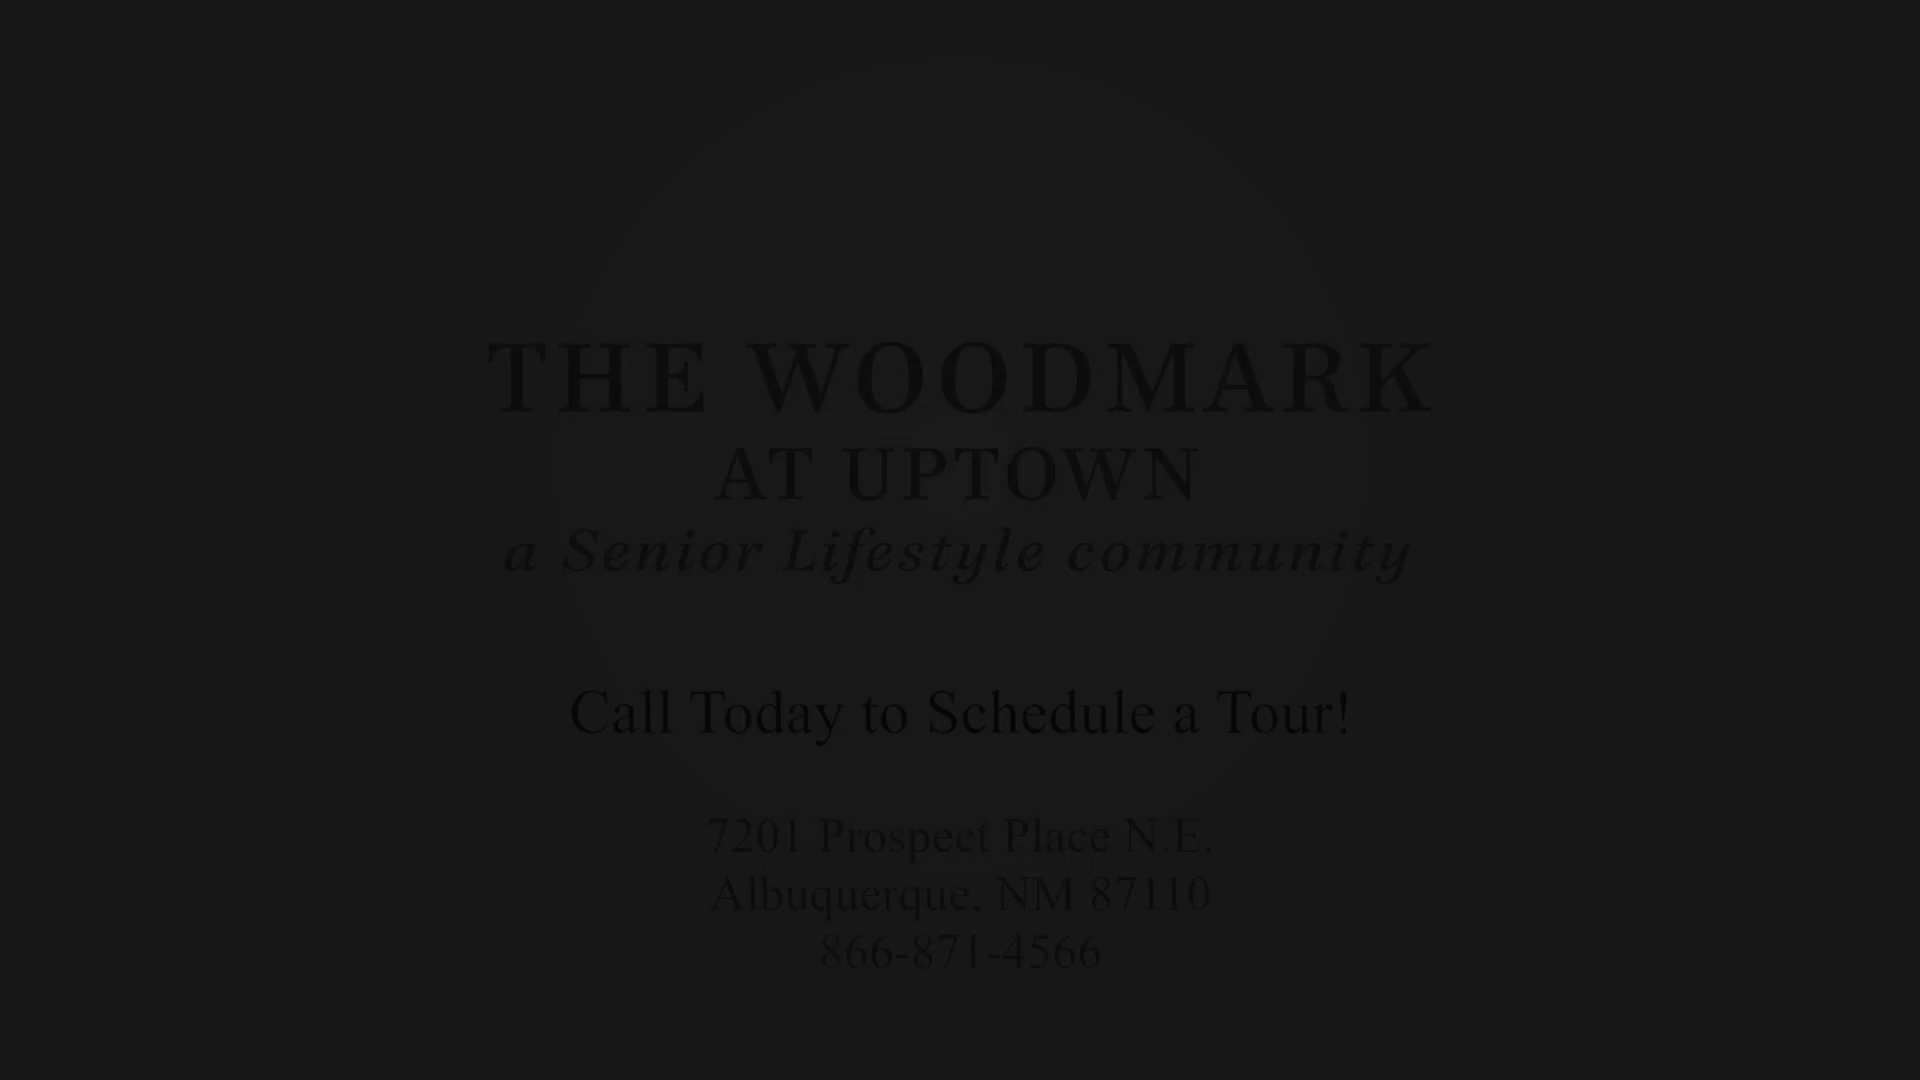 THE WOODMARK
AT UPTOWN
a Senior Lifestyle community
Call Today to Schedule a Tour!
7201 Prospect Place N.E.
Albuquerque, NM 87110
866-871-4566